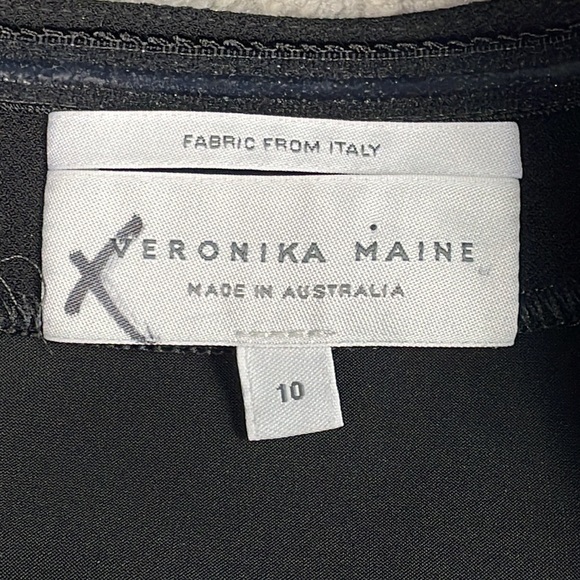 FABRIC FROM ITALY
VERONIKA MAINE
MADE IN AUSTRALIA
10